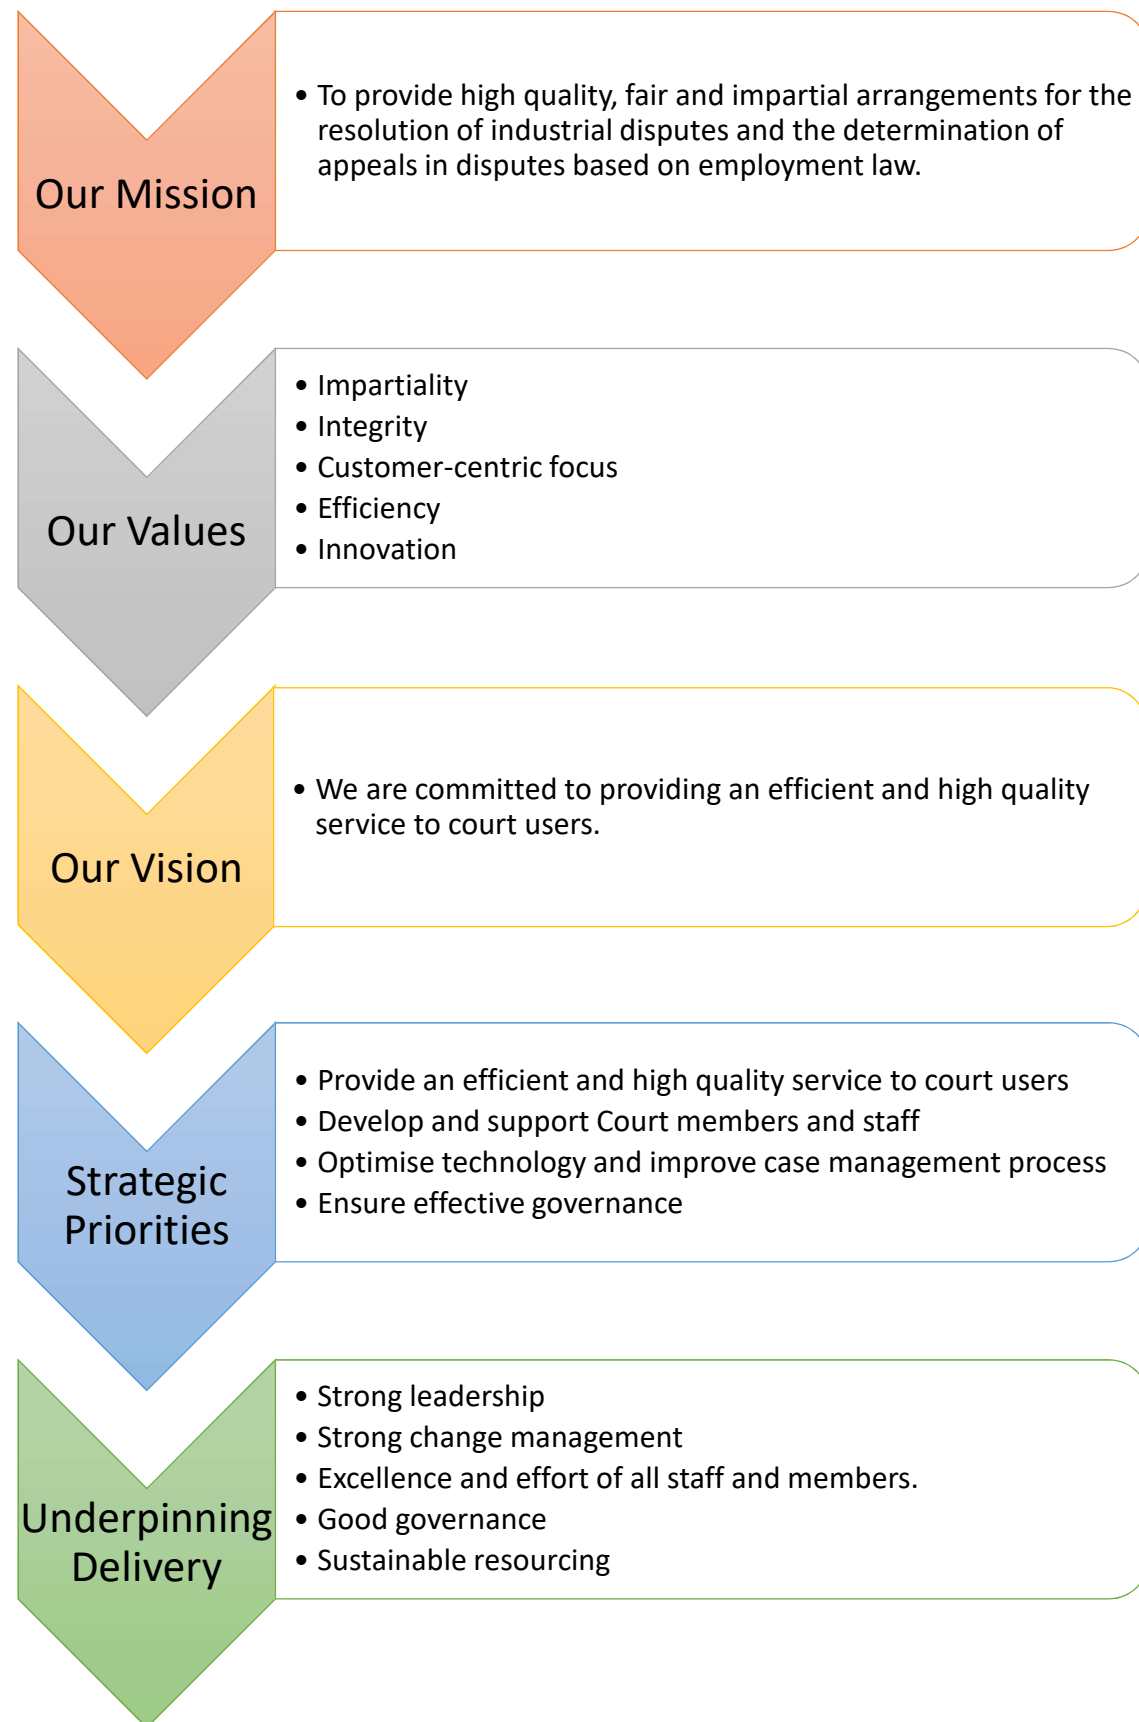 Our Mission
• To provide high quality, fair and impartial arrangements for the
resolution of industrial disputes and the determination of
appeals in disputes based on employment law.
Our Values
• Impartiality
• Integrity
• Customer-centric focus
• Efficiency
• Innovation
Our Vision
• We are committed to providing an efficient and high quality
service to court users.
Strategic
Priorities
• Provide an efficient and high quality service to court users
• Develop and support Court members and staff
• Optimise technology and improve case management process
• Ensure effective governance
Underpinning
Delivery
• Strong leadership
• Strong change management
• Excellence and effort of all staff and members.
• Good governance
• Sustainable resourcing